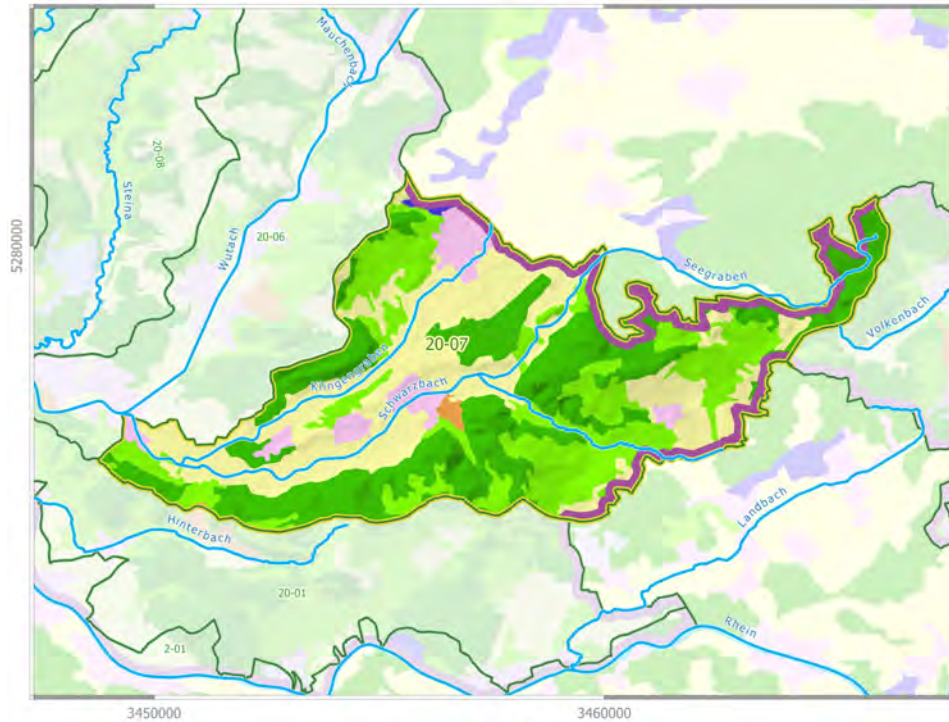 Mauchenbach
20-08
Steina
Wutach
20-06
5280000
Seegraben
Volkenbach
20-07
Klingengraben
Schwarzbach
Landbach
Hinterbach
20-01
Rhein
2-01
3450000
3460000